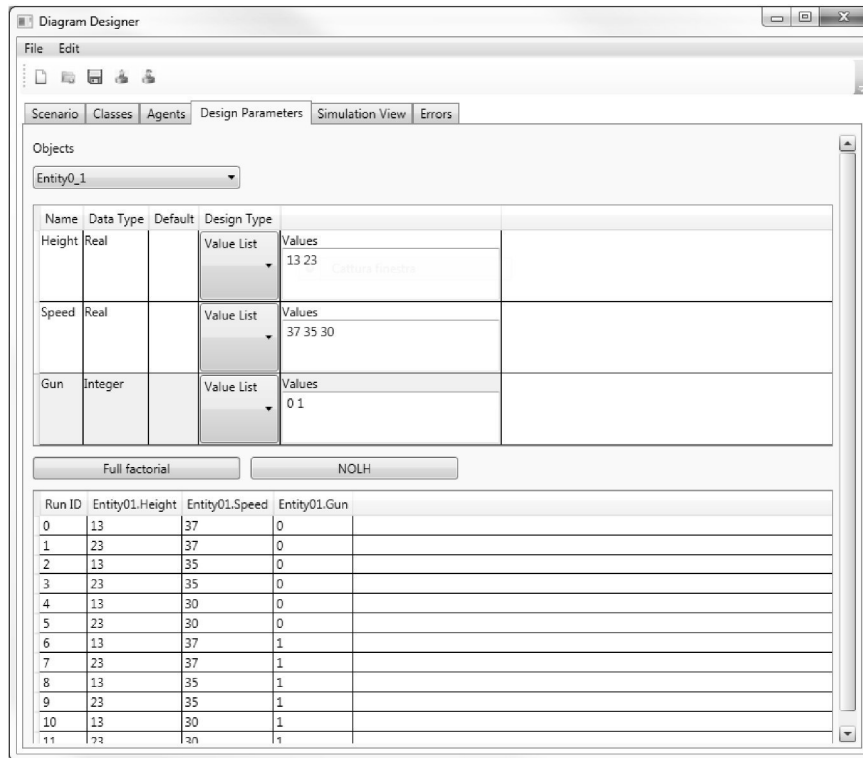 Diagram Designer
File Edit
Scenario Classes Agents Design Parameters Simulation View Errors
Objects
Entity0_1
Name Data Type Default Design Type
Height Real Value List Values
13 23
Speed Real Value List Values
37 35 30
Gun Integer Value List Values
0 1
Full factorial NOLH
Run ID Entity01.Height Entity01.Speed Entity01.Gun
0 13 37 0
1 23 37 0
2 13 35 0
3 23 35 0
4 13 30 0
5 23 30 0
6 13 37 1
7 23 37 1
8 13 35 1
9 23 35 1
10 13 30 1
11 23 30 1